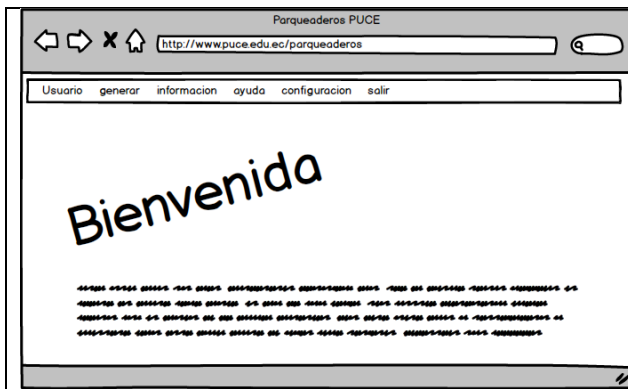 Parqueaderos PUCE
http://www.puce.edu.ec/parqueaderos
Usuario generar informacion ayuda configuracion salir
Bienvenida